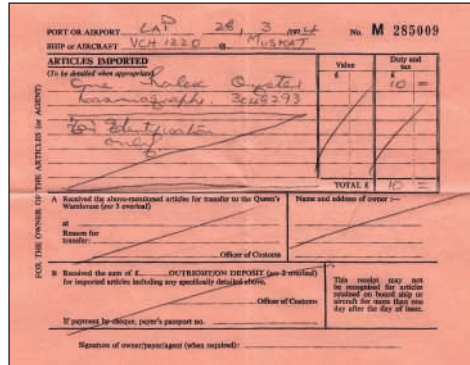 PORT OR AIRPORT LAP 28, 3 No. M 285009
SHIP or AIRCRAFT VCH 1220 e. MUSKAT
ARTICLES IMPORTED Value Duty and tax
(To be detailed when appropriate) £ £
One Rolex Oyster 10 =
For Identification
only.
TOTAL £ 10 =
FOR THE OWNER OF THE ARTICLES (or AGENT)
A Received the above-mentioned articles for transfer to the Queen's Warehouse (par 3 overleaf) Name and address of owner :—
at
Reason for transfer:
Officer of Customs
B Received the sum of £ OUTRIGHT/ON DEPOSIT (par 2 overleaf)
for imported articles including any specifically detailed above.
Officer of Customs
If payment by cheque, payer's passport no.
This receipt may not
be recognised for articles
retained on board ship or
aircraft for more than one
day after the day of issue.
Signature of owner/payer/agent (when required):